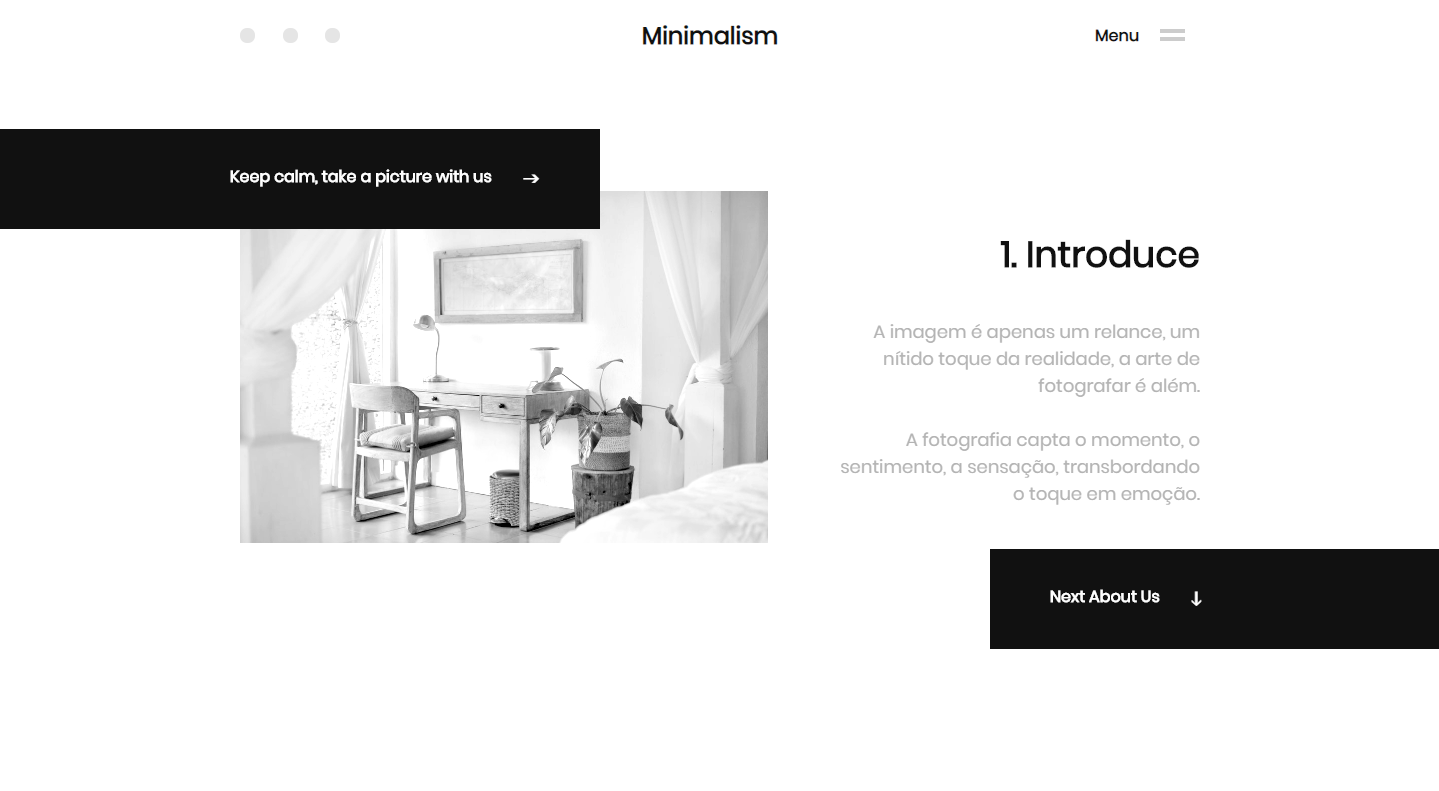 Minimalism
Menu
Keep calm, take a picture with us →
1. Introduce
A imagem é apenas um relance, um
nítido toque da realidade, a arte de
fotografar é além.
A fotografia capta o momento, o
sentimento, a sensação, transbordando
o toque em emoção.
Next About Us ↓